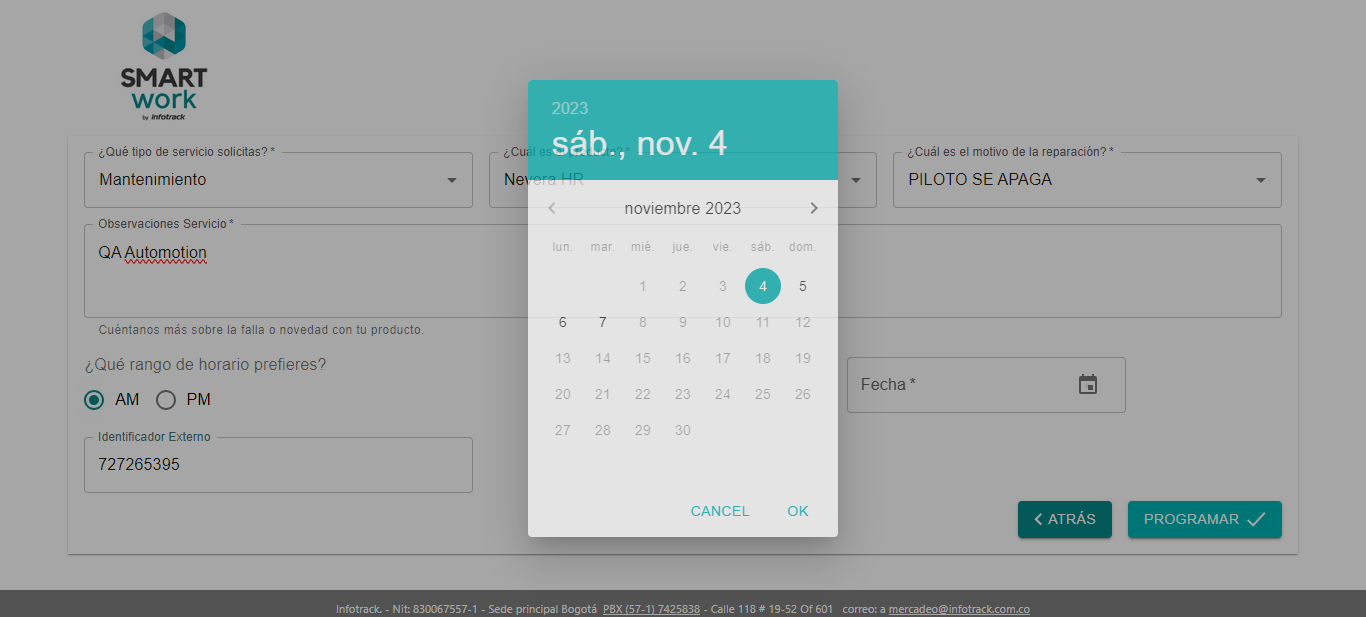 SMART
work
by infotrack
2023
sáb., nov. 4
¿Qué tipo de servicio solicitas? *
Mantenimiento
¿Cuál es
Nevera HR
¿Cuál es el motivo de la reparación? *
PILOTO SE APAGA
Observaciones Servicio *
QA Automotion
Cuéntanos más sobre la falla o novedad con tu producto.
noviembre 2023
lun. mar. mié. jue. vie. sáb. dom.
1 2 3 4 5
6 7 8 9 10 11 12
13 14 15 16 17 18 19
20 21 22 23 24 25 26
27 28 29 30
CANCEL OK
¿Qué rango de horario prefieres?
AM PM
Fecha *
Identificador Externo
727265395
ATRÁS PROGRAMAR
Infotrack. - Nit: 830067557-1 - Sede principal Bogotá PBX (57-1) 7425838 - Calle 118 # 19-52 Of 601 correo: a mercadeo@infotrack.com.co